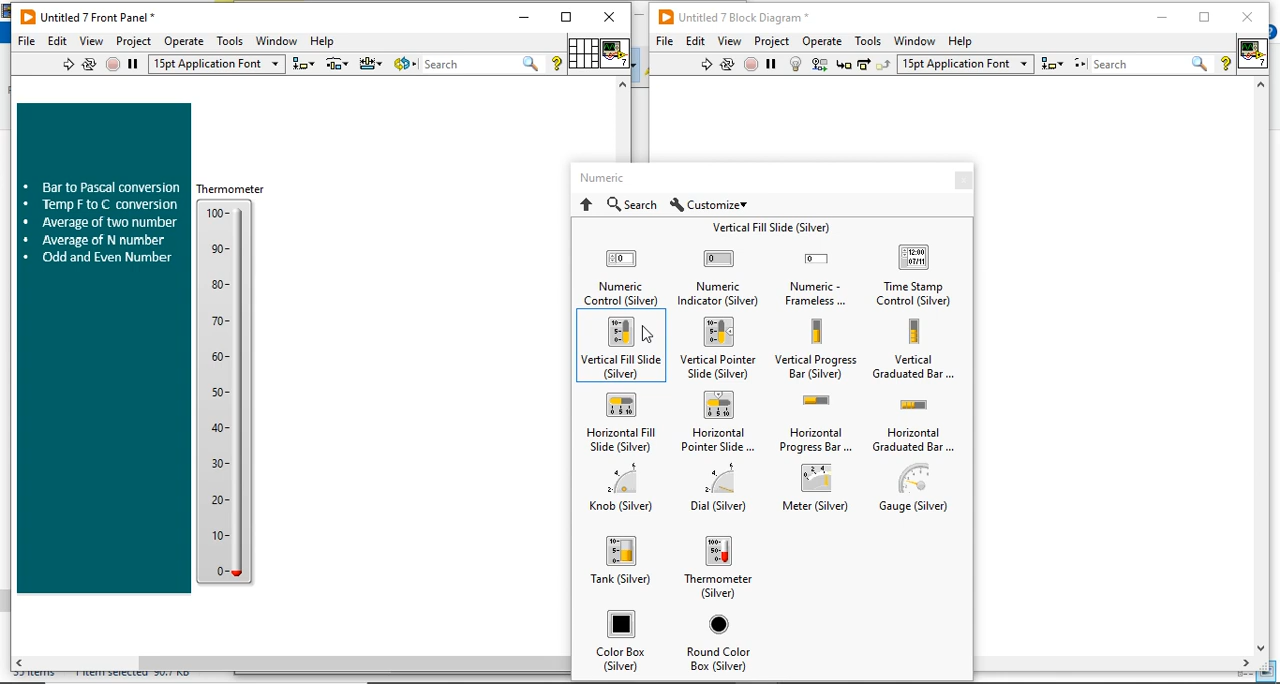 Untitled 7 Front Panel *
File Edit View Project Operate Tools Window Help
15pt Application Font
Search
?
7
Untitled 7 Block Diagram *
File Edit View Project Operate Tools Window Help
15pt Application Font
Search
?
7
• Bar to Pascal conversion
• Temp F to C conversion
• Average of two number
• Average of N number
• Odd and Even Number
Thermometer
100
90
80
70
60
50
40
30
20
10
0
Numeric
Search Customize
Vertical Fill Slide (Silver)
Numeric
Control (Silver)
Numeric
Indicator (Silver)
Numeric -
Frameless ...
Time Stamp
Control (Silver)
Vertical Fill Slide
(Silver)
Vertical Pointer
Slide (Silver)
Vertical Progress
Bar (Silver)
Vertical
Graduated Bar ...
Horizontal Fill
Slide (Silver)
Horizontal
Pointer Slide ...
Horizontal
Progress Bar ...
Horizontal
Graduated Bar ...
Knob (Silver)
Dial (Silver)
Meter (Silver)
Gauge (Silver)
Tank (Silver)
Thermometer
(Silver)
Color Box
(Silver)
Round Color
Box (Silver)